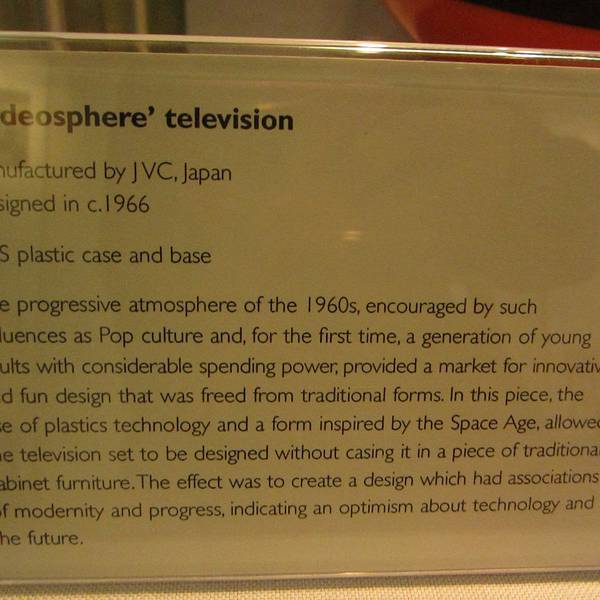 deosphere' television
nufactured by JVC, Japan
signed in c.1966
S plastic case and base
e progressive atmosphere of the 1960s, encouraged by such
luences as Pop culture and, for the first time, a generation of young
ults with considerable spending power, provided a market for innovativ
d fun design that was freed from traditional forms. In this piece, the
se of plastics technology and a form inspired by the Space Age, allowed
he television set to be designed without casing it in a piece of traditional
abinet furniture. The effect was to create a design which had associations
of modernity and progress, indicating an optimism about technology and
he future.